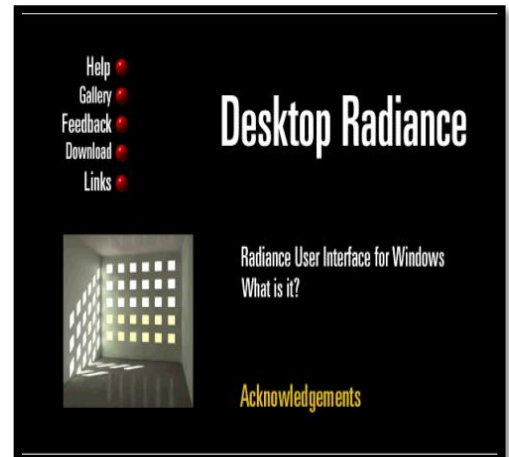 Help
Gallery
Feedback
Download
Links
Desktop Radiance
Radiance User Interface for Windows
What is it?
Acknowledgements